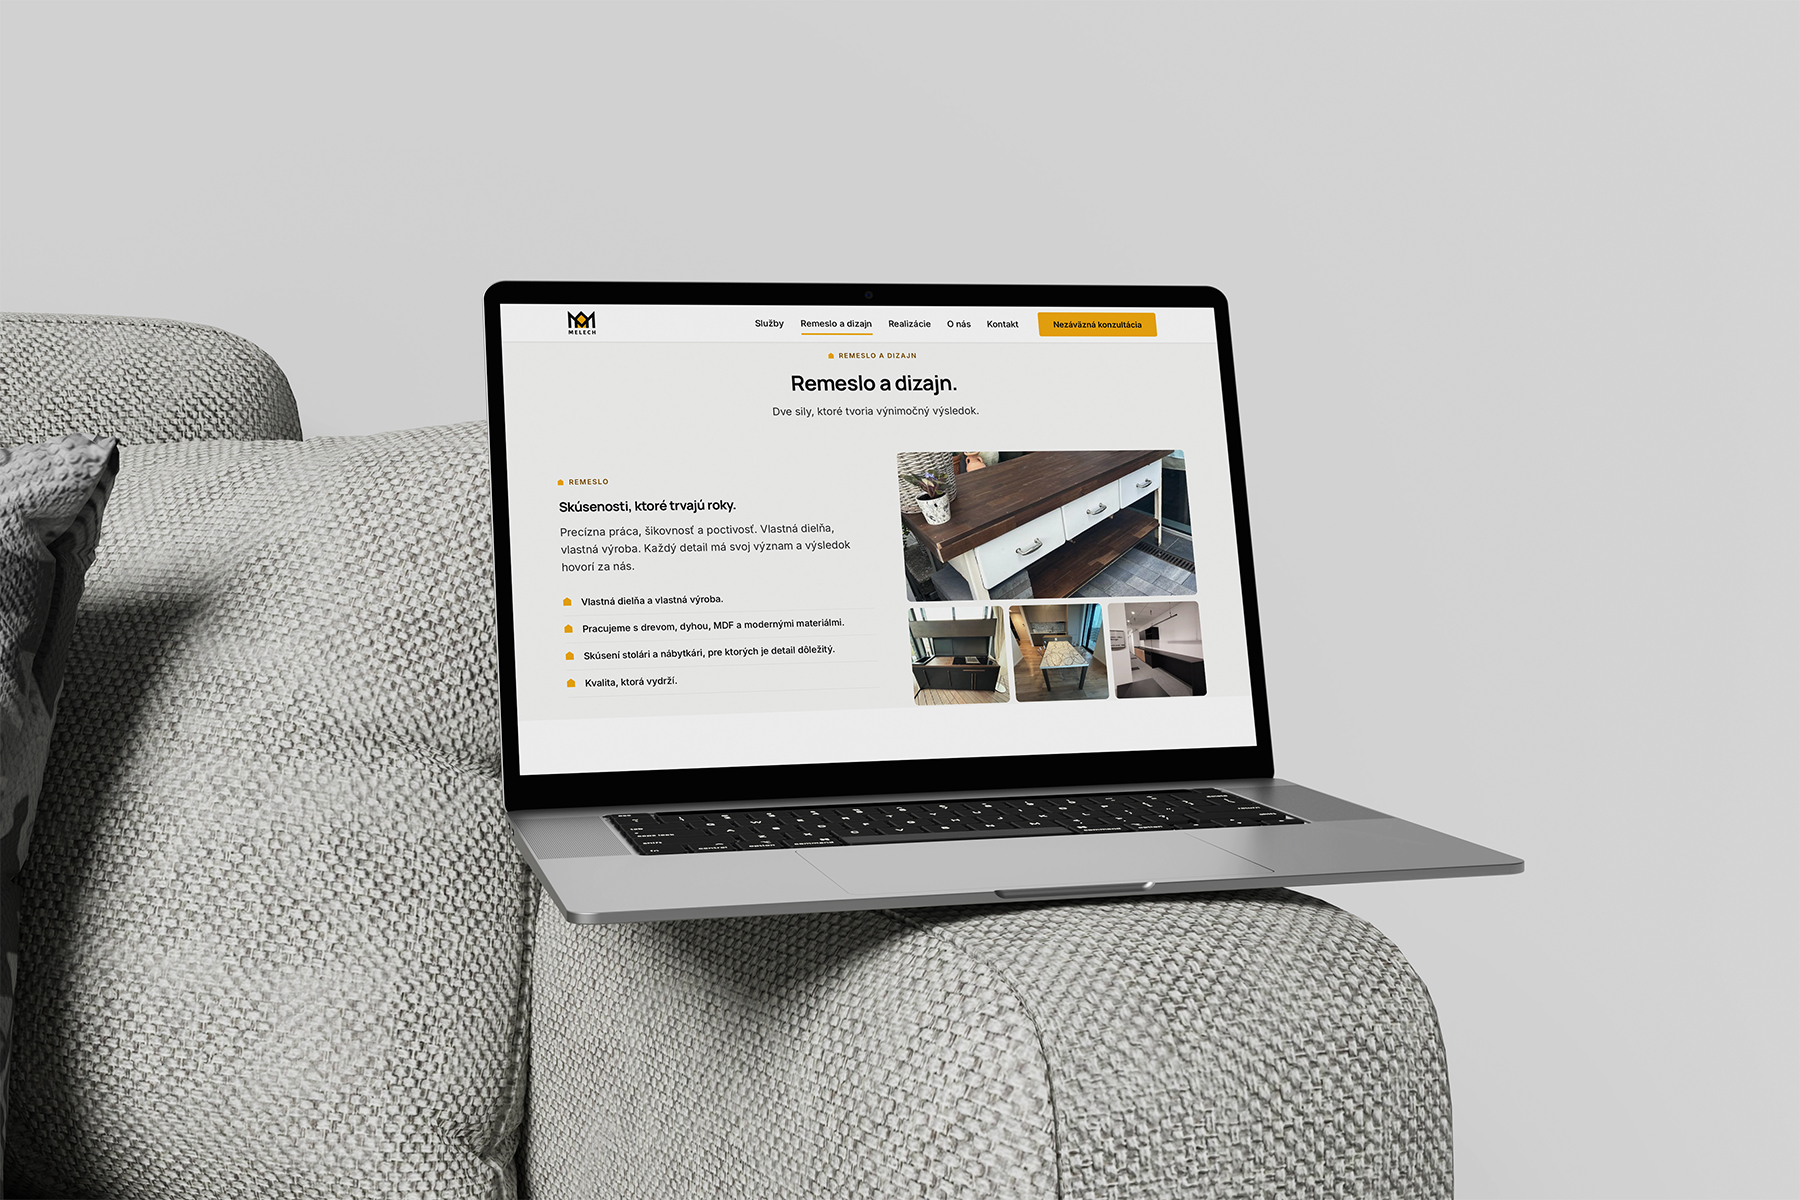 MELECH
Služby Remeslo a dizajn Realizácie O nás Kontakt Nezáväzná konzultácia
REMESLO A DIZAJN
Remeslo a dizajn.
Dve sily, ktoré tvoria výnimočný výsledok.
REMESLO
Skúsenosti, ktoré trvajú roky.
Precízna práca, šikovnosť a poctivosť. Vlastná dielňa,
vlastná výroba. Každý detail má svoj význam a výsledok
hovorí za nás.
Vlastná dielňa a vlastná výroba.
Pracujeme s drevom, dyhou, MDF a modernými materiálmi.
Skúsení stolári a nábytkári, pre ktorých je detail dôležitý.
Kvalita, ktorá vydrží.